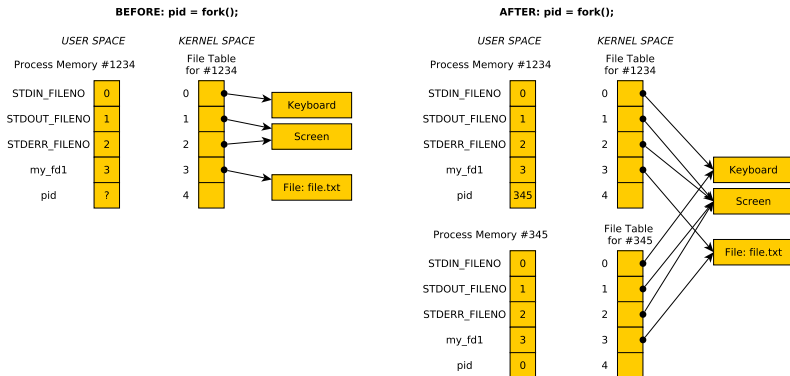 BEFORE: pid = fork();
USER SPACE
KERNEL SPACE
Process Memory #1234
File Table
for #1234
STDIN_FILENO 0 0 Keyboard
STDOUT_FILENO 1 1 Screen
STDERR_FILENO 2 2
my_fd1 3 3 File: file.txt
pid ? 4
AFTER: pid = fork();
USER SPACE
KERNEL SPACE
Process Memory #1234
File Table
for #1234
STDIN_FILENO 0 0
STDOUT_FILENO 1 1
STDERR_FILENO 2 2
my_fd1 3 3 Keyboard
pid 345 4 Screen
Process Memory #345
File Table
for #345
File: file.txt
STDIN_FILENO 0 0
STDOUT_FILENO 1 1
STDERR_FILENO 2 2
my_fd1 3 3
pid 0 4